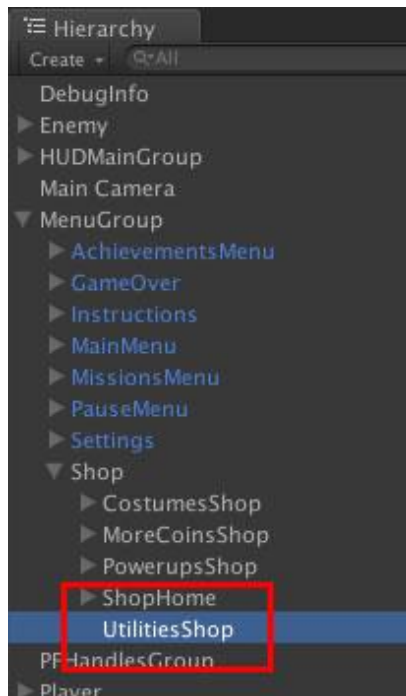 Hierarchy
Create All
DebugInfo
Enemy
HUDMainGroup
Main Camera
MenuGroup
AchievementsMenu
GameOver
Instructions
MainMenu
MissionsMenu
PauseMenu
Settings
Shop
CostumesShop
MoreCoinsShop
PowerupsShop
ShopHome
UtilitiesShop
PFHandlesGroup
Player